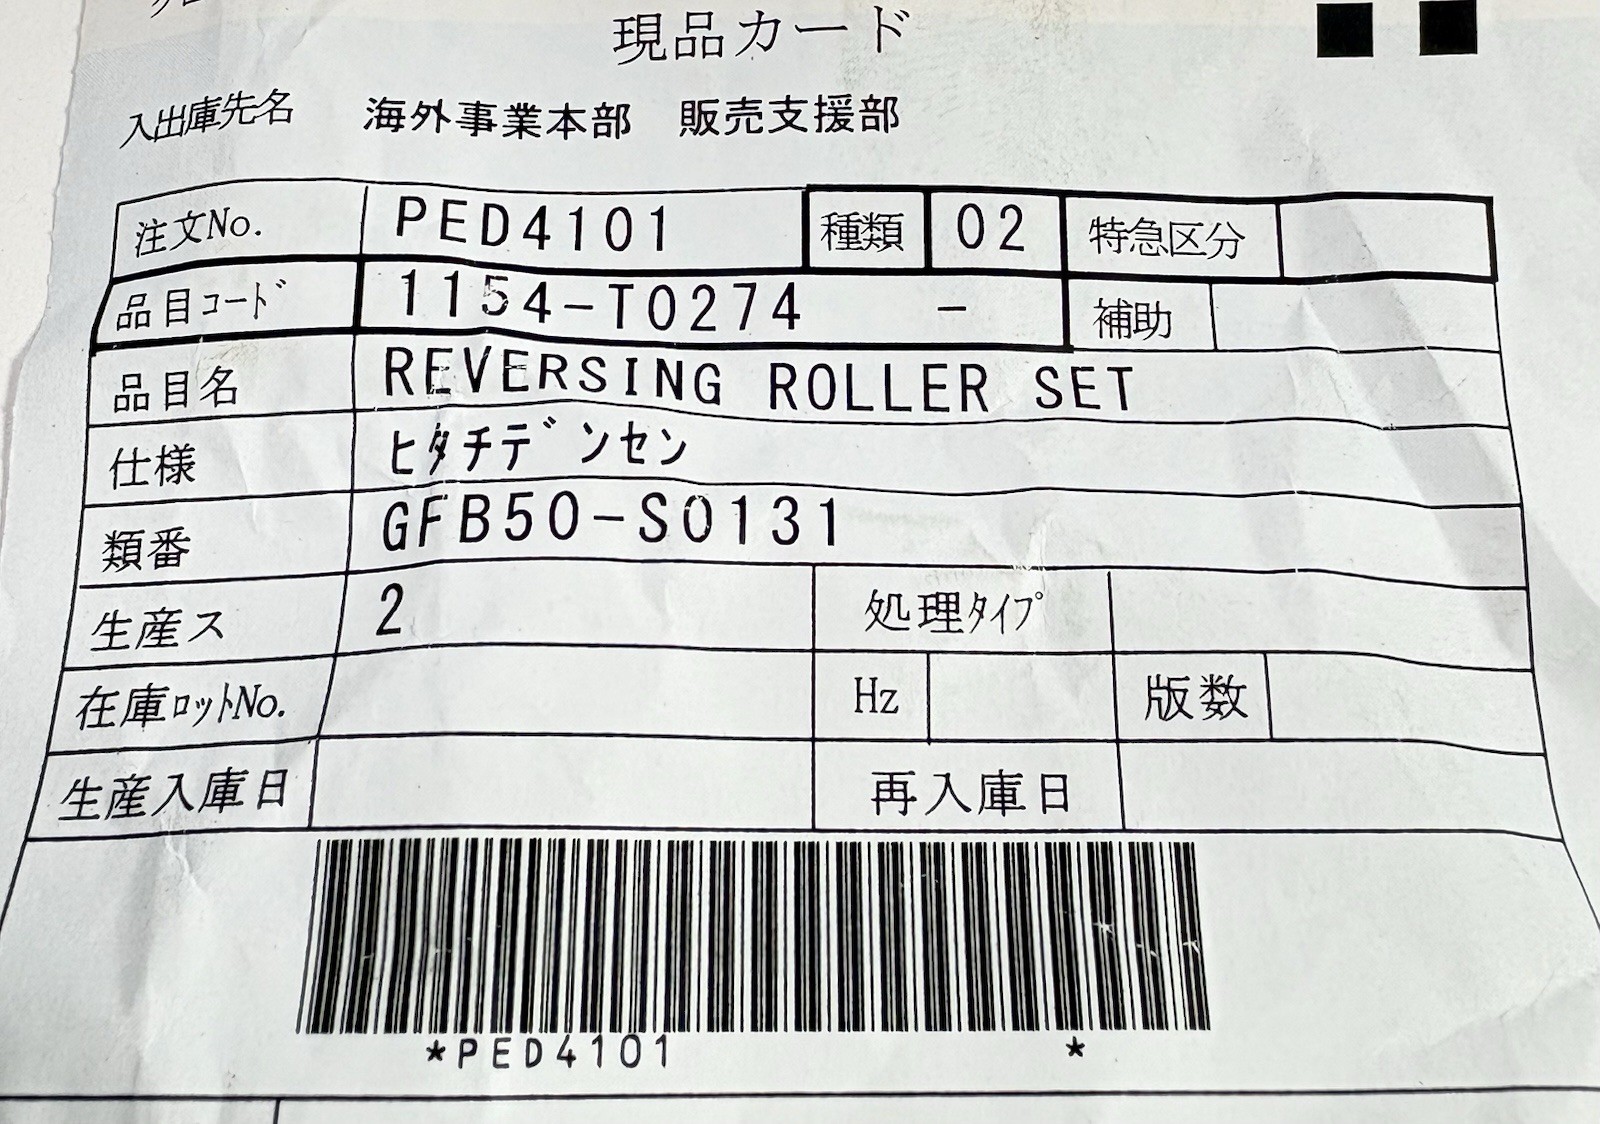 現品カード
入出庫先名 海外事業本部 販売支援部
注文No. PED4101 種類 02 特急区分
品目コード 1154-T0274 - 補助
品目名 REVERSING ROLLER SET
仕様 ヒタチデンセン
類番 GFB50-S0131
生産ス 2 処理タイプ
在庫ロットNo. Hz 版数
生産入庫日 再入庫日
*PED4101 *